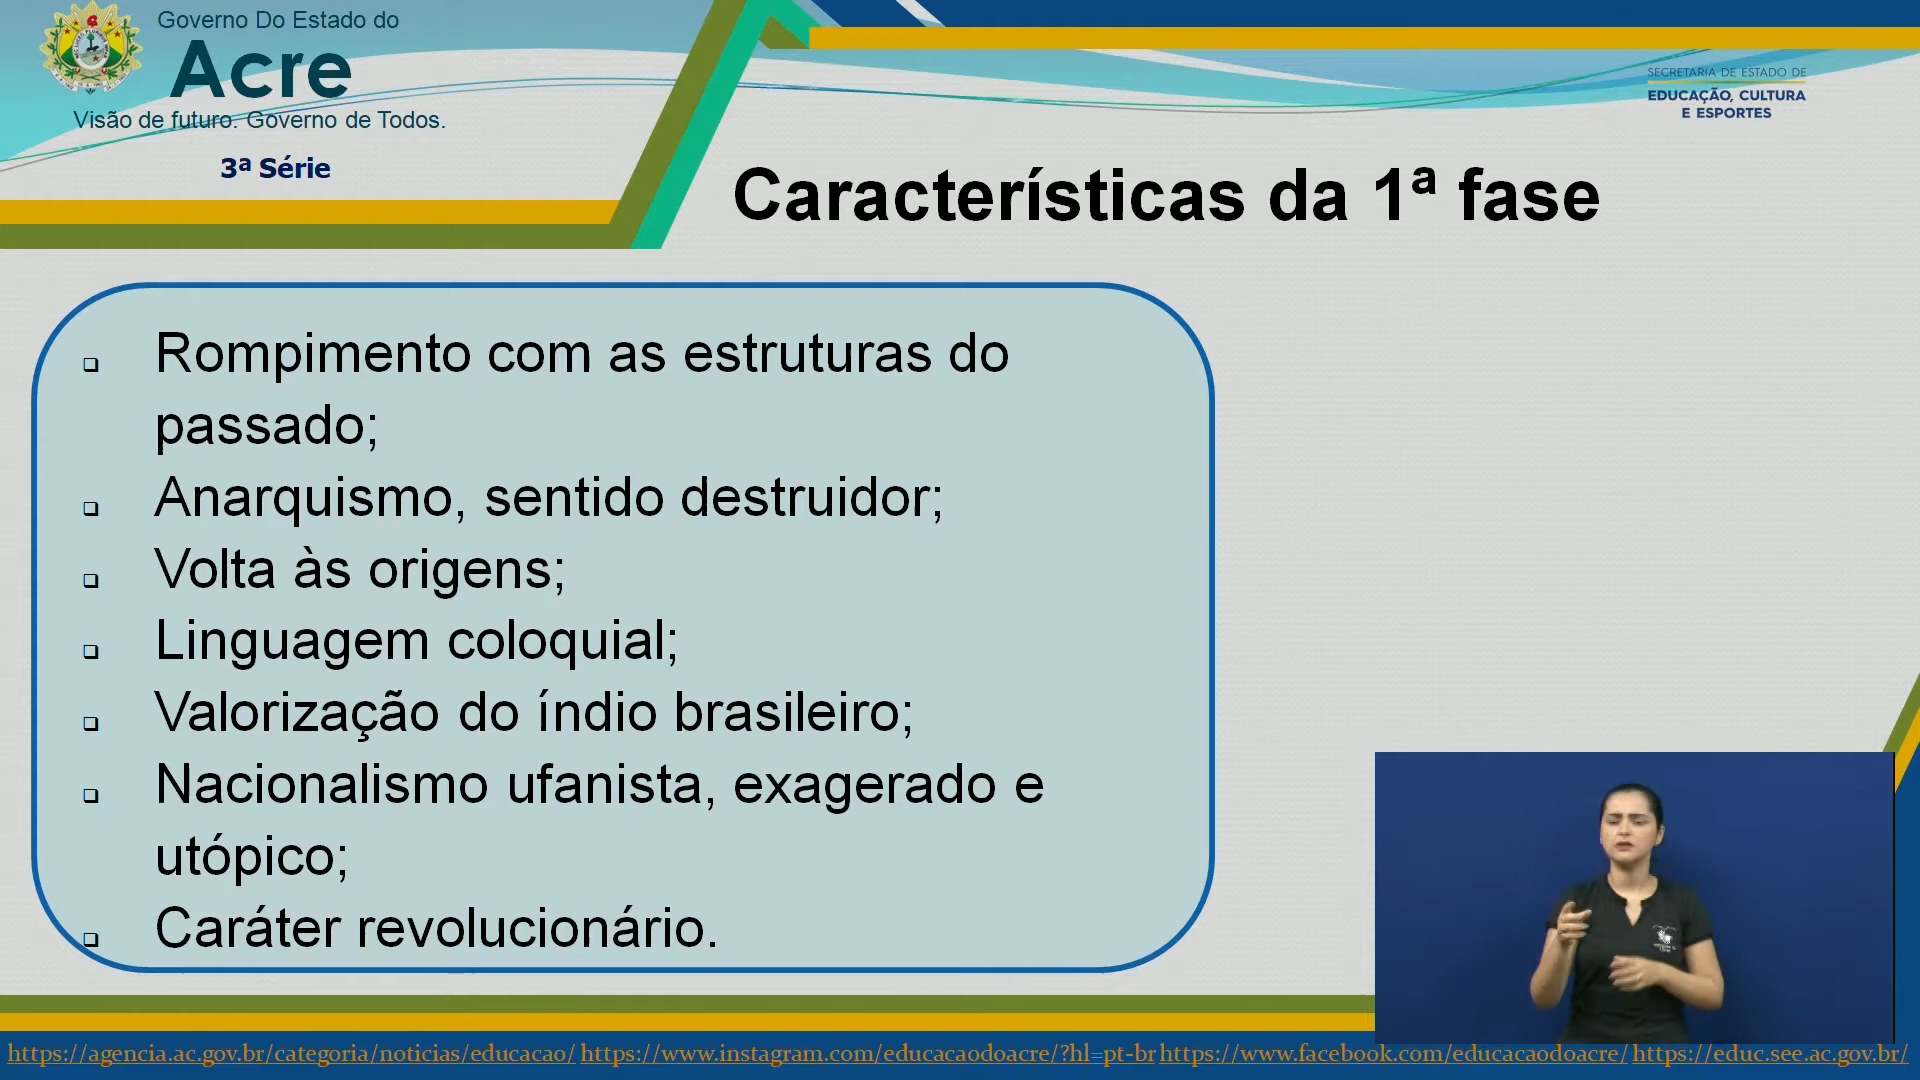 Governo Do Estado do
Acre
Visão de futuro. Governo de Todos.
3ª Série
SECRETARIA DE ESTADO DE
EDUCAÇÃO, CULTURA
E ESPORTES
Características da 1ª fase
Rompimento com as estruturas do
passado;
Anarquismo, sentido destruidor;
Volta às origens;
Linguagem coloquial;
Valorização do índio brasileiro;
Nacionalismo ufanista, exagerado e
utópico;
Caráter revolucionário.
https://agencia.ac.gov.br/categoria/noticias/educacao/ https://www.instagram.com/educacaodoacre/?hl=pt-br https://www.facebook.com/educacaodoacre/ https://educ.see.ac.gov.br/